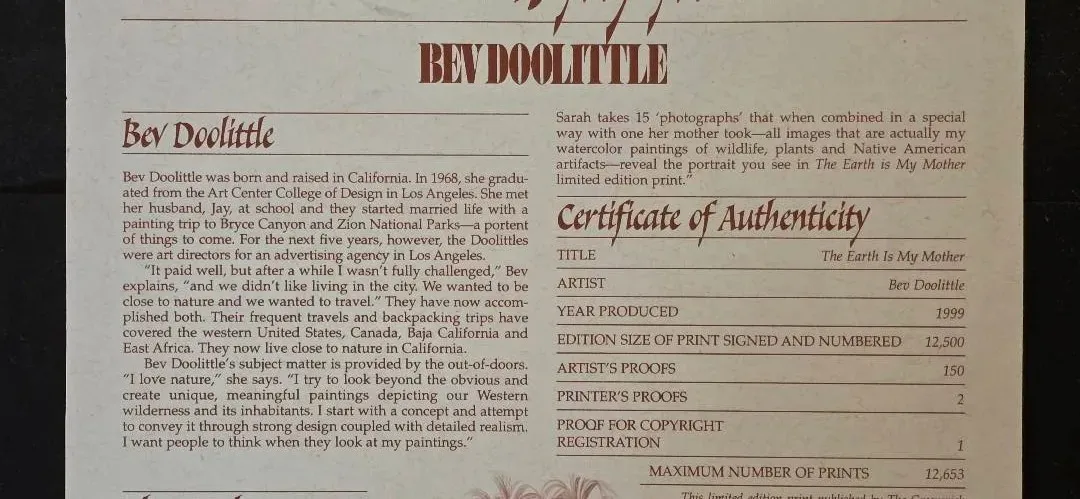 BEV DOOLITTLE
Bev Doolittle
Bev Doolittle was born and raised in California. In 1968, she gradu-
ated from the Art Center College of Design in Los Angeles. She met
her husband, Jay, at school and they started married life with a
painting trip to Bryce Canyon and Zion National Parks—a portent
of things to come. For the next five years, however, the Doolittles
were art directors for an advertising agency in Los Angeles.
"It paid well, but after a while I wasn't fully challenged," Bev
explains, "and we didn't like living in the city. We wanted to be
close to nature and we wanted to travel." They have now accom-
plished both. Their frequent travels and backpacking trips have
covered the western United States, Canada, Baja California and
East Africa. They now live close to nature in California.
Bev Doolittle's subject matter is provided by the out-of-doors.
"I love nature," she says. "I try to look beyond the obvious and
create unique, meaningful paintings depicting our Western
wilderness and its inhabitants. I start with a concept and attempt
to convey it through strong design coupled with detailed realism.
I want people to think when they look at my paintings."
Sarah takes 15 'photographs' that when combined in a special
way with one her mother took—all images that are actually my
watercolor paintings of wildlife, plants and Native American
artifacts—reveal the portrait you see in The Earth is My Mother
limited edition print."
Certificate of Authenticity
TITLE The Earth Is My Mother
ARTIST Bev Doolittle
YEAR PRODUCED 1999
EDITION SIZE OF PRINT SIGNED AND NUMBERED 12,500
ARTIST'S PROOFS 150
PRINTER'S PROOFS 2
PROOF FOR COPYRIGHT
REGISTRATION 1
MAXIMUM NUMBER OF PRINTS 12,653
This limited edition print published by The Greenwich